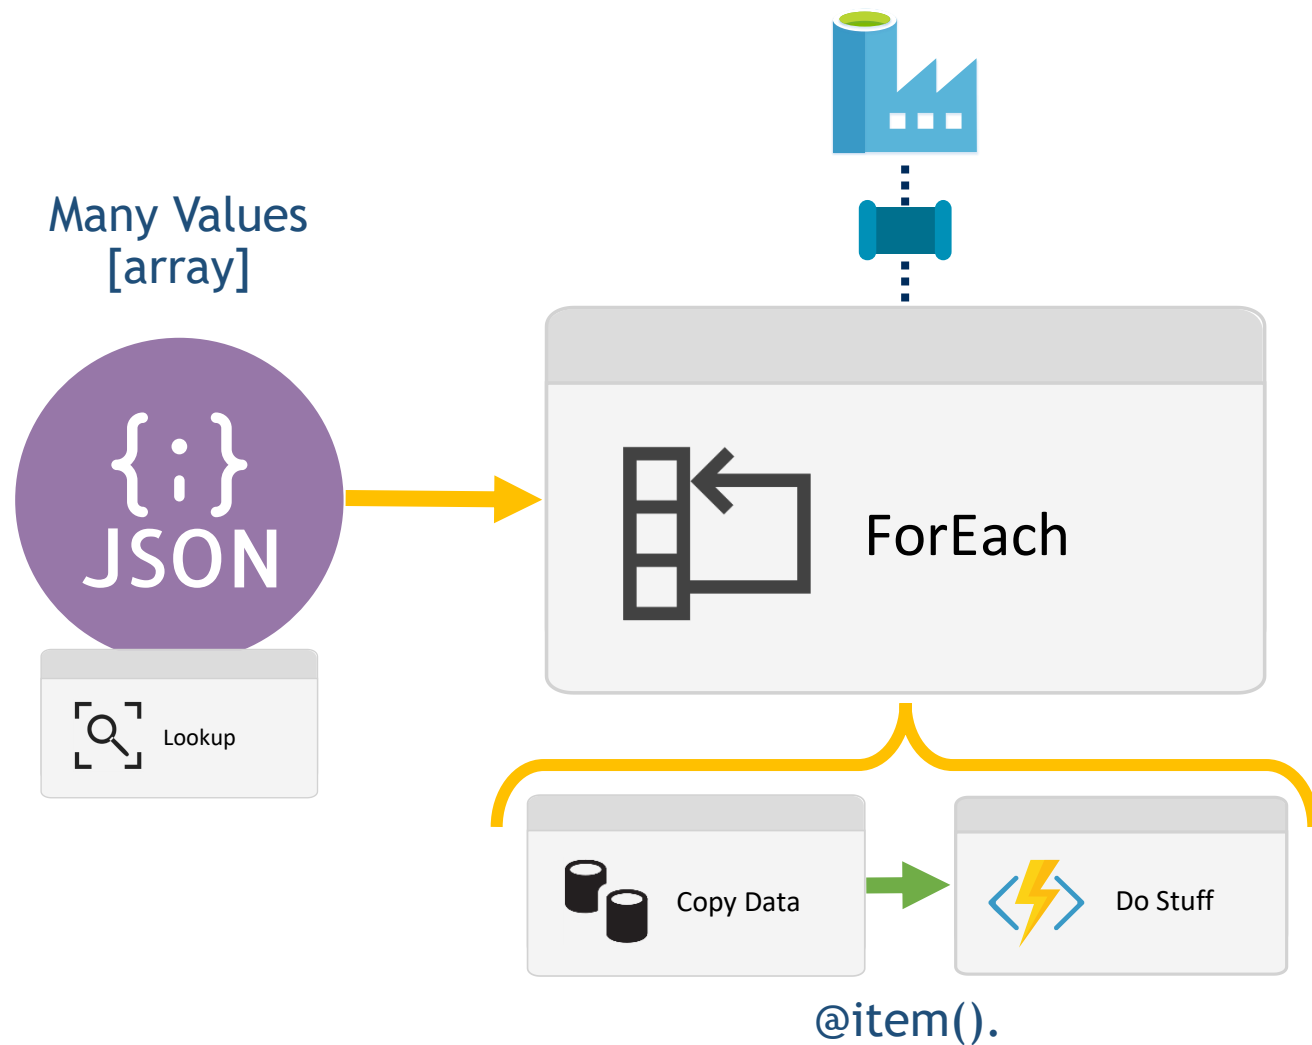 Many Values
[array]
{;}
JSON
Lookup
ForEach
Copy Data
Do Stuff
@item().